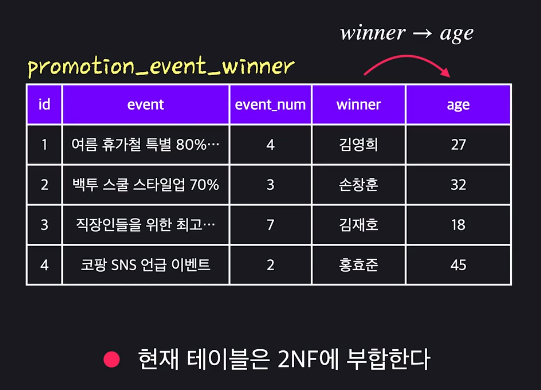 winner → age
promotion_event_winner
id event event_num winner age
1 여름 휴가철 특별 80%… 4 김영희 27
2 백투 스쿨 스타일업 70% 3 손창훈 32
3 직장인들을 위한 최고… 7 김재호 18
4 코팡 SNS 언급 이벤트 2 홍효준 45
현재 테이블은 2NF에 부합한다